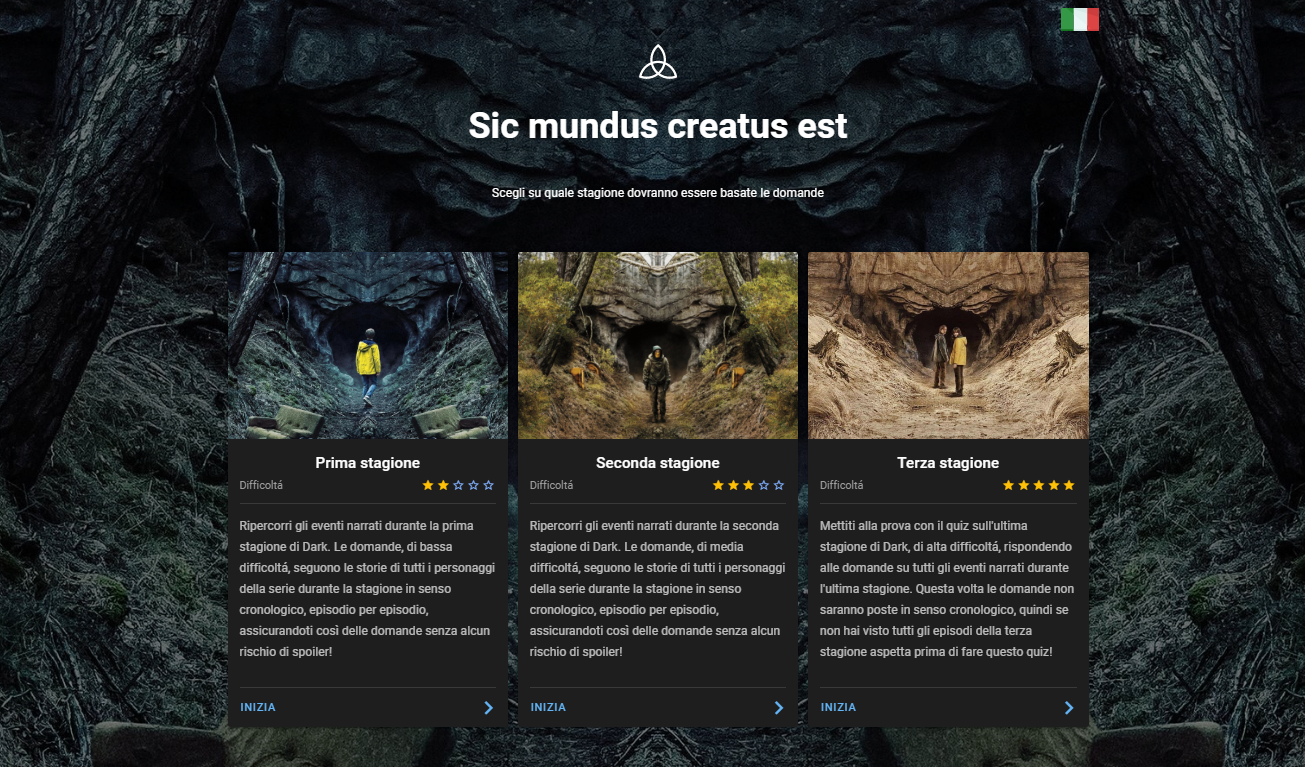 Sic mundus creatus est
Scegli su quale stagione dovranno essere basate le domande
Prima stagione
Difficoltá
Ripercorri gli eventi narrati durante la prima
stagione di Dark. Le domande, di bassa
difficoltá, seguono le storie di tutti i personaggi
della serie durante la stagione in senso
cronologico, episodio per episodio,
assicurandoti così delle domande senza alcun
rischio di spoiler!
INIZIA
Seconda stagione
Difficoltá
Ripercorri gli eventi narrati durante la seconda
stagione di Dark. Le domande, di media
difficoltá, seguono le storie di tutti i personaggi
della serie durante la stagione in senso
cronologico, episodio per episodio,
assicurandoti così delle domande senza alcun
rischio di spoiler!
INIZIA
Terza stagione
Difficoltá
Mettiti alla prova con il quiz sull'ultima
stagione di Dark, di alta difficoltá, rispondendo
alle domande su tutti gli eventi narrati durante
l'ultima stagione. Questa volta le domande non
saranno poste in senso cronologico, quindi se
non hai visto tutti gli episodi della terza
stagione aspetta prima di fare questo quiz!
INIZIA